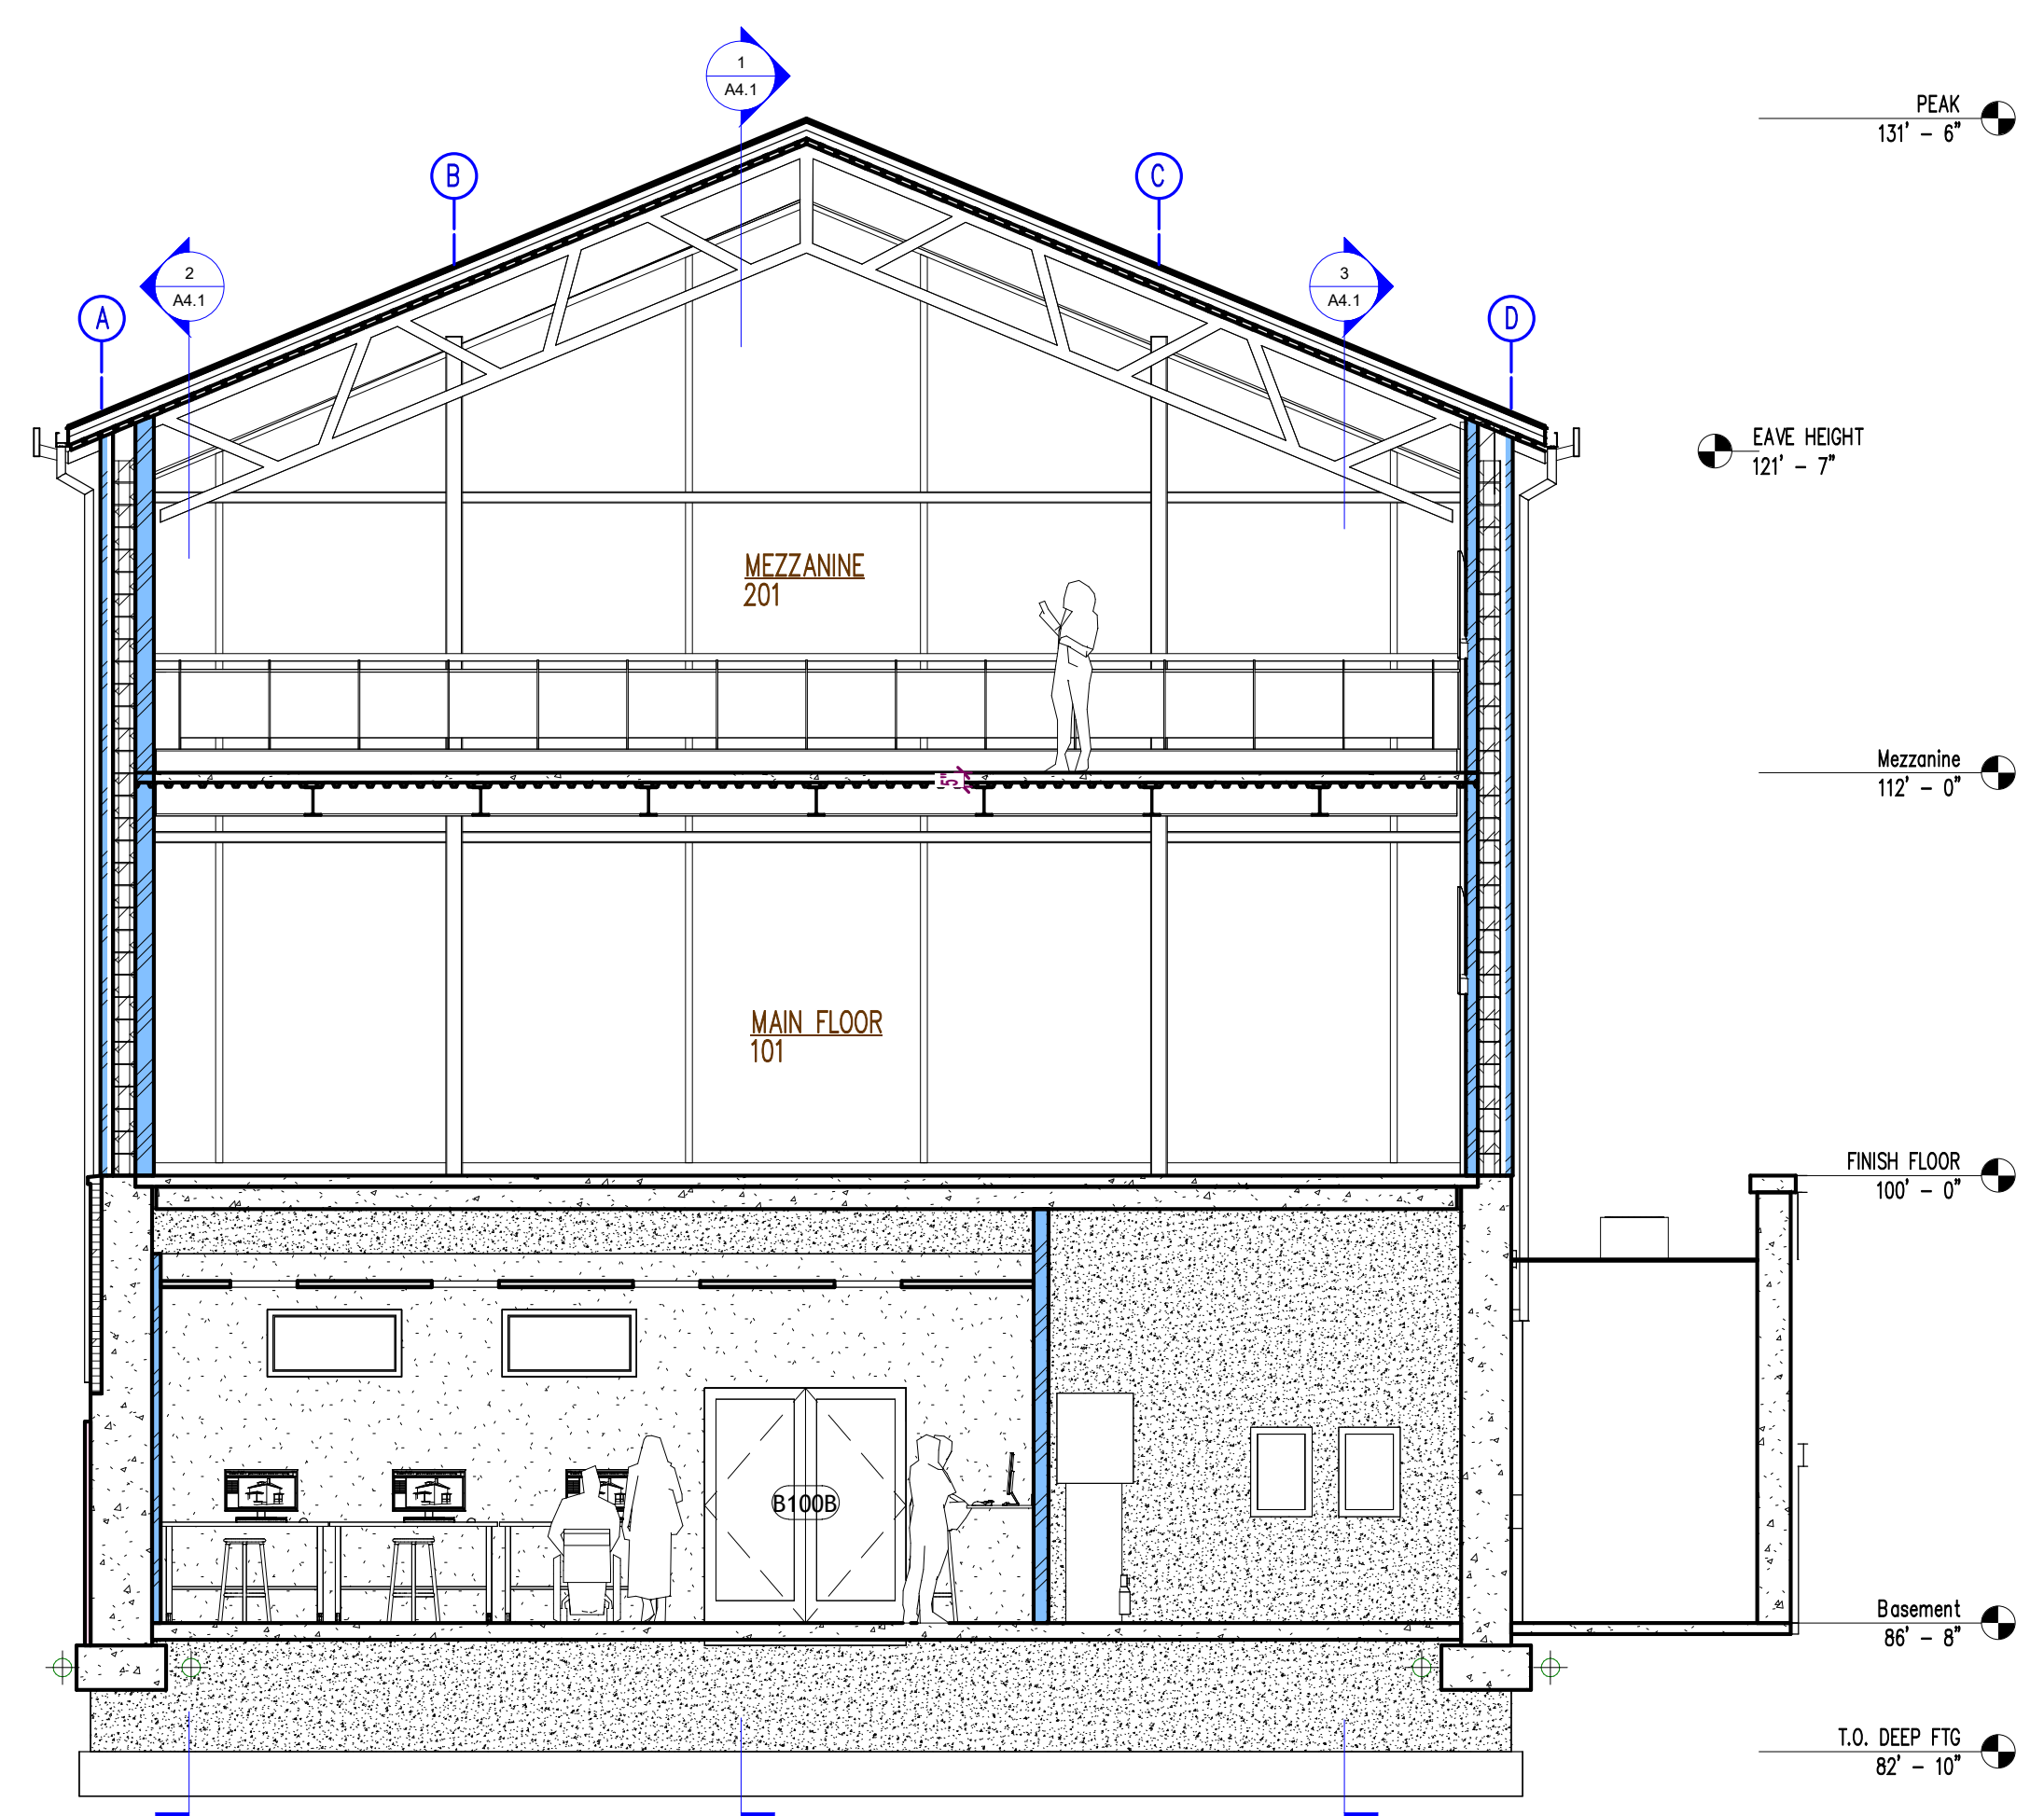 1
A4.1
PEAK
131' - 6"
B
C
2
A4.1
3
A4.1
A
D
EAVE HEIGHT
121' - 7"
MEZZANINE
201
5"
Mezzanine
112' - 0"
MAIN FLOOR
101
FINISH FLOOR
100' - 0"
B100B
Basement
86' - 8"
T.O. DEEP FTG
82' - 10"